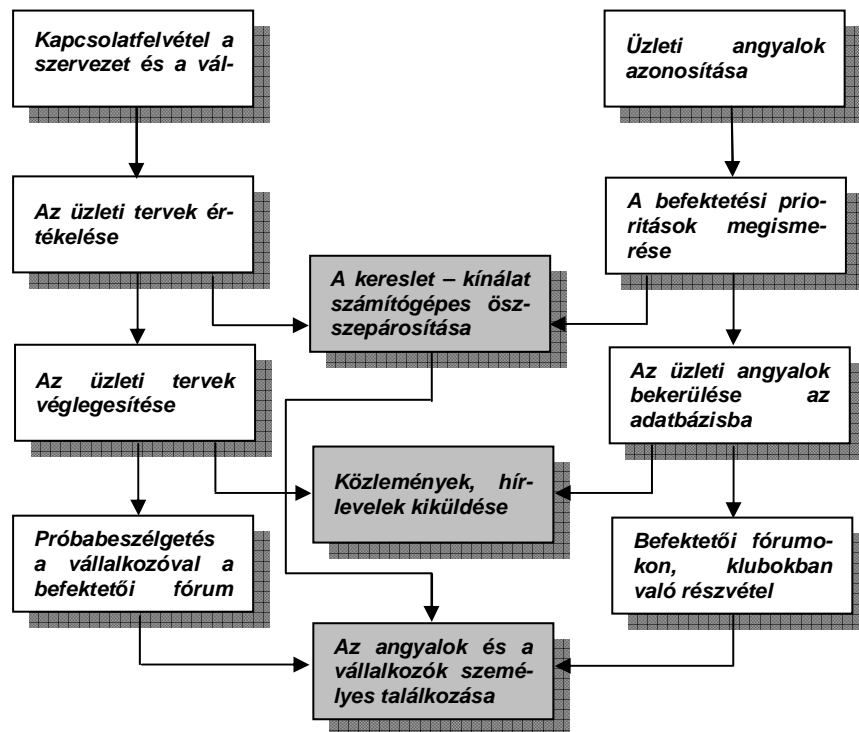 Kapcsolatfelvétel a
szervezet és a vál-
Üzleti angyalok
azonosítása
Az üzleti tervek ér-
tékelése
A befektetési prio-
ritások megisme-
rése
A kereslet – kínálat
számítógépes ösz-
szepárosítása
Az üzleti tervek
véglegesítése
Az üzleti angyalok
bekerülése az
adatbázisba
Közlemények, hír-
levelek kiküldése
Próbabeszélgetés
a vállalkozóval a
befektetői fórum
Befektetői fórumo-
kon, klubokban
való részvétel
Az angyalok és a
vállalkozók szemé-
lyes találkozása